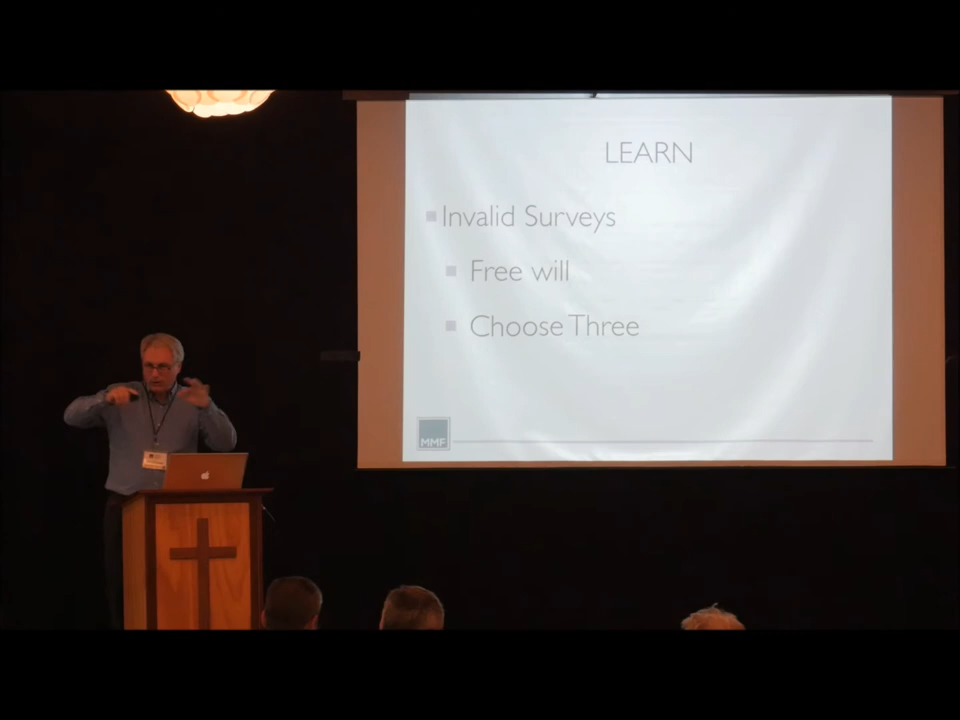 LEARN
Invalid Surveys
Free will
Choose Three
MMF